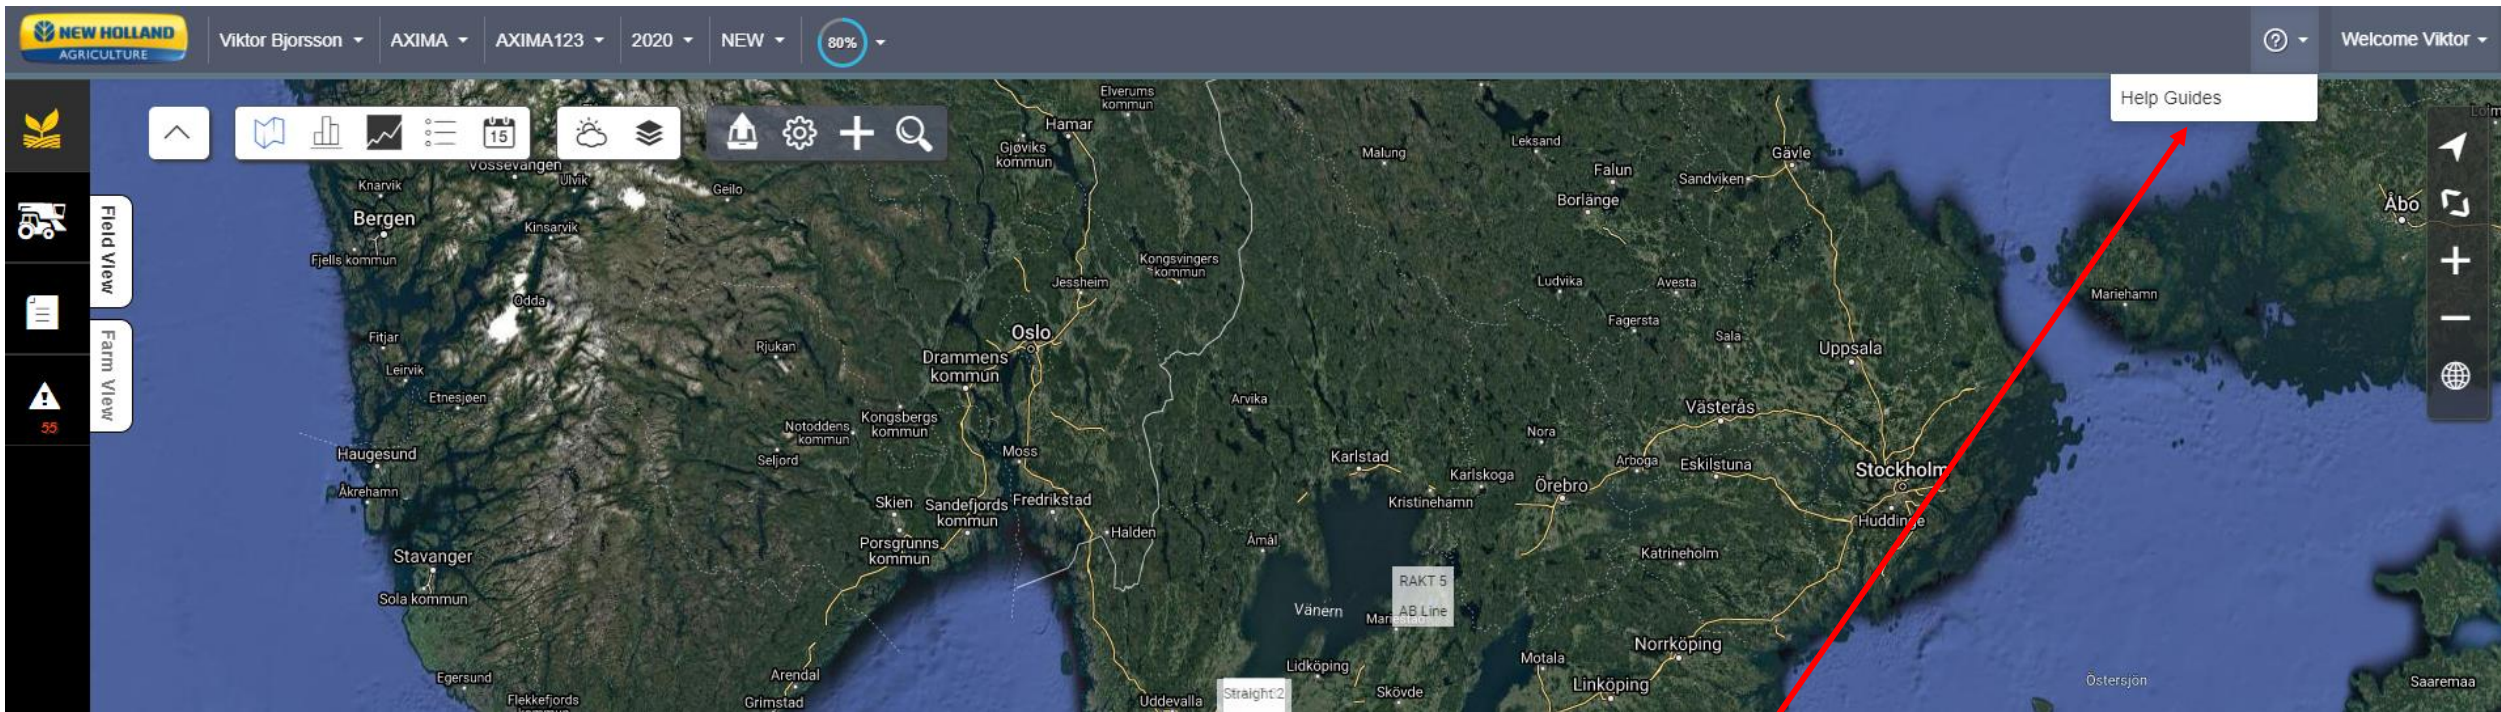 NEW HOLLAND
AGRICULTURE
Viktor Bjorsson
AXIMA
AXIMA123
2020
NEW
80%
Welcome Viktor
Help Guides
15
Field View
Farm View
55
Elverums
kommun
Hamar
Gjøviks
kommun
Vossevangen
Ulvik
Geilo
Knarvik
Bergen
Kinsarvik
Fjells kommun
Odda
Malung
Leksand
Falun
Borlänge
Sandviken
Gävle
Åbo
Kongsvingers
kommun
Jessheim
Ludvika
Avesta
Mariehamn
Fitjar
Leirvik
Etnesjøen
Rjukan
Oslo
Drammens
kommun
Fagersta
Sala
Uppsala
Arvika
Västerås
Notoddens
kommun
Kongsbergs
kommun
Nora
Haugesund
Seljord
Moss
Karlstad
Karlskoga
Arboga
Eskilstuna
Stockholm
Åkrehamn
Skien
Sandefjords
kommun
Fredrikstad
Kristinehamn
Örebro
Huddinge
Halden
Åmål
Stavanger
Porsgrunns
kommun
Katrineholm
Sola kommun
RAKT 5
AB Line
Vänern
Mariestad
Norrköping
Lidköping
Motala
Egersund
Arendal
Linköping
Östersjön
Saaremaa
Flekkefjords
Grimstad
Uddevalla
Straight 2
Skövde